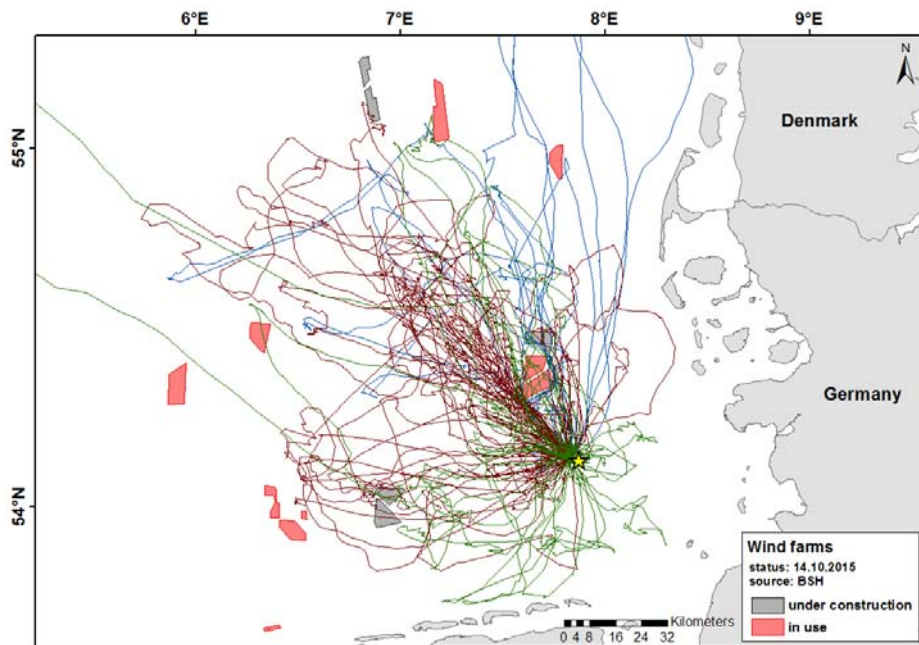 6°E 7°E 8°E 9°E
N
Denmark
55°N
Germany
54°N
Wind farms
status: 14.10.2015
source: BSH
under construction
in use
Kilometers
0 4 8 16 24 32